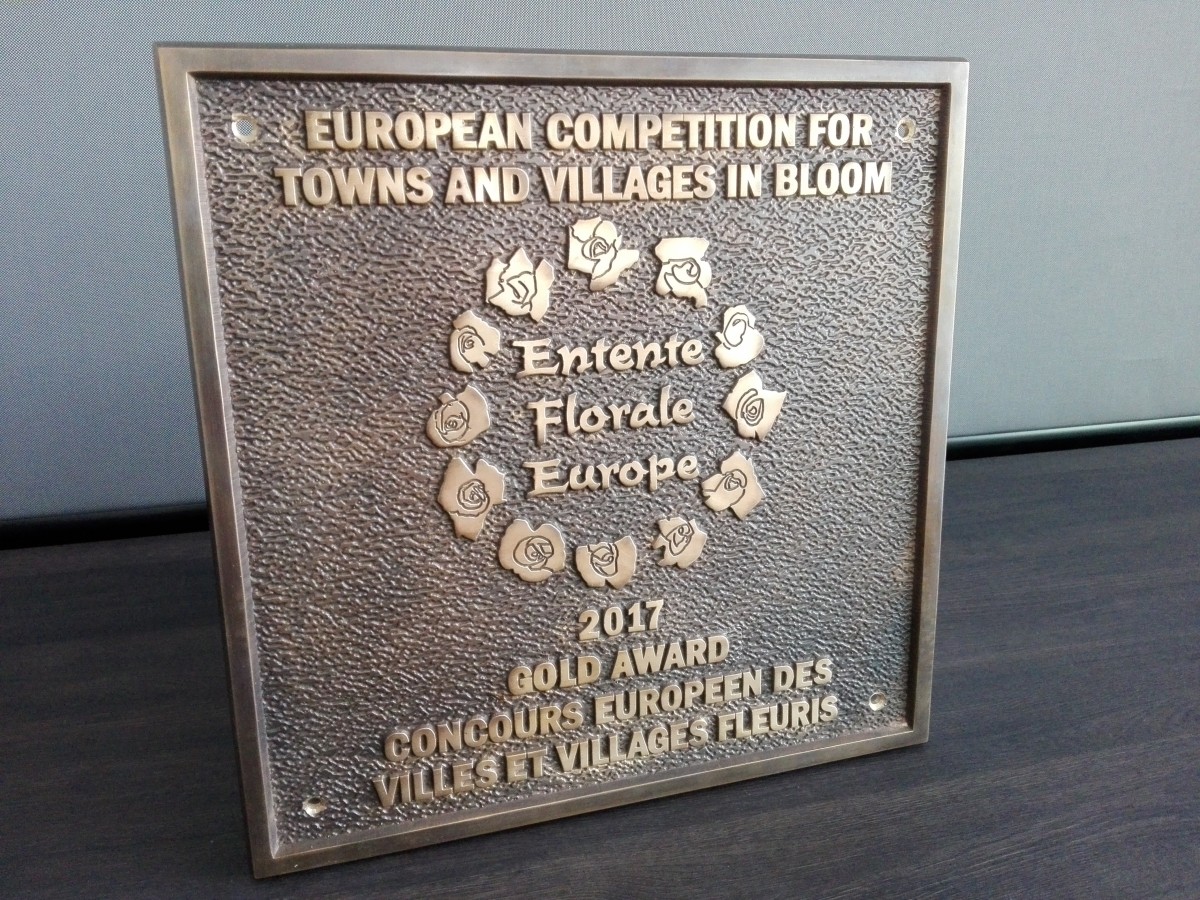 EUROPEAN COMPETITION FOR
TOWNS AND VILLAGES IN BLOOM
Entente
Florale
Europe
2017
GOLD AWARD
CONCOURS EUROPEEN DES
VILLES ET VILLAGES FLEURIS